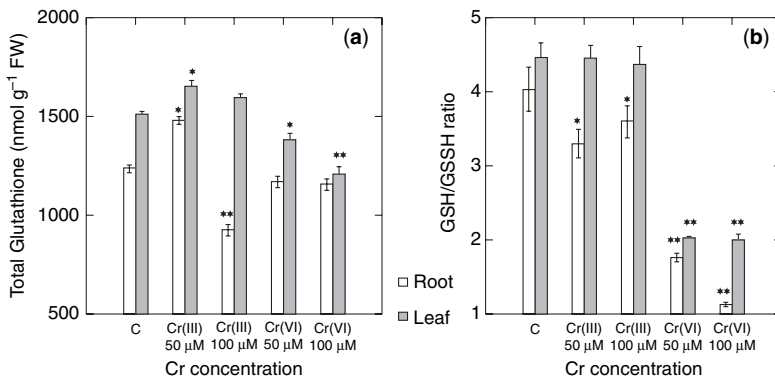 (a)
Total Glutathione (nmol g⁻¹ FW)
2000
1500
1000
500
*
*
**
*
**
C
Cr(III) 50 μM
Cr(III) 100 μM
Cr(VI) 50 μM
Cr(VI) 100 μM
Cr concentration
Root
Leaf
(b)
GSH/GSSH ratio
5
4
3
2
1
*
*
**
**
**
**
C
Cr(III) 50 μM
Cr(III) 100 μM
Cr(VI) 50 μM
Cr(VI) 100 μM
Cr concentration